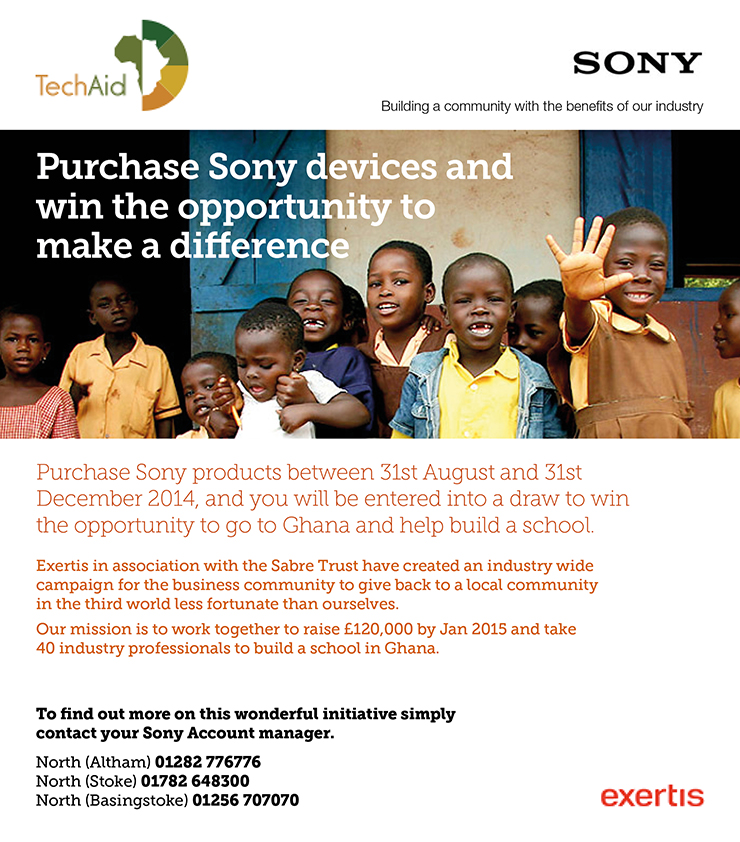 TechAid
SONY
Building a community with the benefits of our industry
Purchase Sony devices and
win the opportunity to
make a difference
Purchase Sony products between 31st August and 31st
December 2014, and you will be entered into a draw to win
the opportunity to go to Ghana and help build a school.
Exertis in association with the Sabre Trust have created an industry wide
campaign for the business community to give back to a local community
in the third world less fortunate than ourselves.
Our mission is to work together to raise £120,000 by Jan 2015 and take
40 industry professionals to build a school in Ghana.
To find out more on this wonderful initiative simply
contact your Sony Account manager.
North (Altham) 01282 776776
North (Stoke) 01782 648300
North (Basingstoke) 01256 707070
exertis